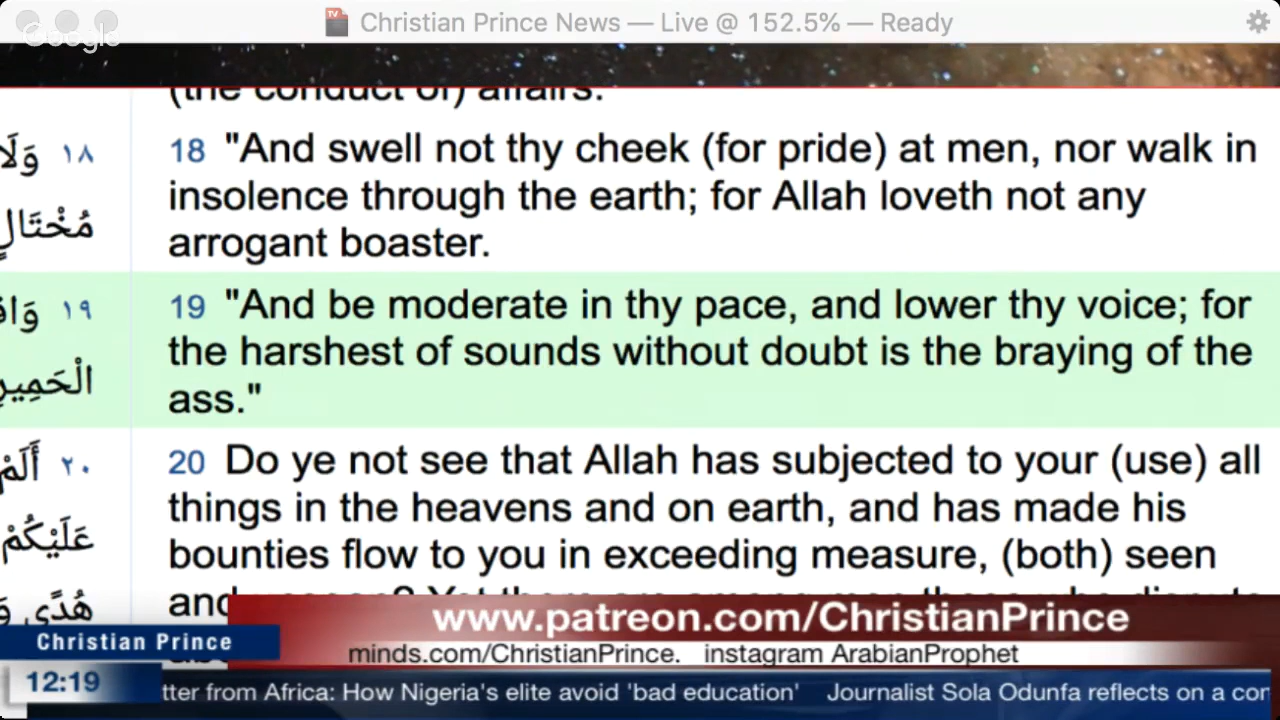 Google
Christian Prince News — Live @ 152.5% — Ready
(the conduct of) affairs.
١٨ وَلَا
مُخْتَالٍ
18 "And swell not thy cheek (for pride) at men, nor walk in
insolence through the earth; for Allah loveth not any
arrogant boaster.
١٩
الْحَمِيرِ
19 "And be moderate in thy pace, and lower thy voice; for
the harshest of sounds without doubt is the braying of the
ass."
٢٠ أَلَمْ
عَلَيْكُمْ
هُدًى
20 Do ye not see that Allah has subjected to your (use) all
things in the heavens and on earth, and has made his
bounties flow to you in exceeding measure, (both) seen
and
www.patreon.com/ChristianPrince
Christian Prince
minds.com/ChristianPrince. instagram ArabianProphet
12:19
tter from Africa: How Nigeria's elite avoid 'bad education' Journalist Sola Odunfa reflects on a cor